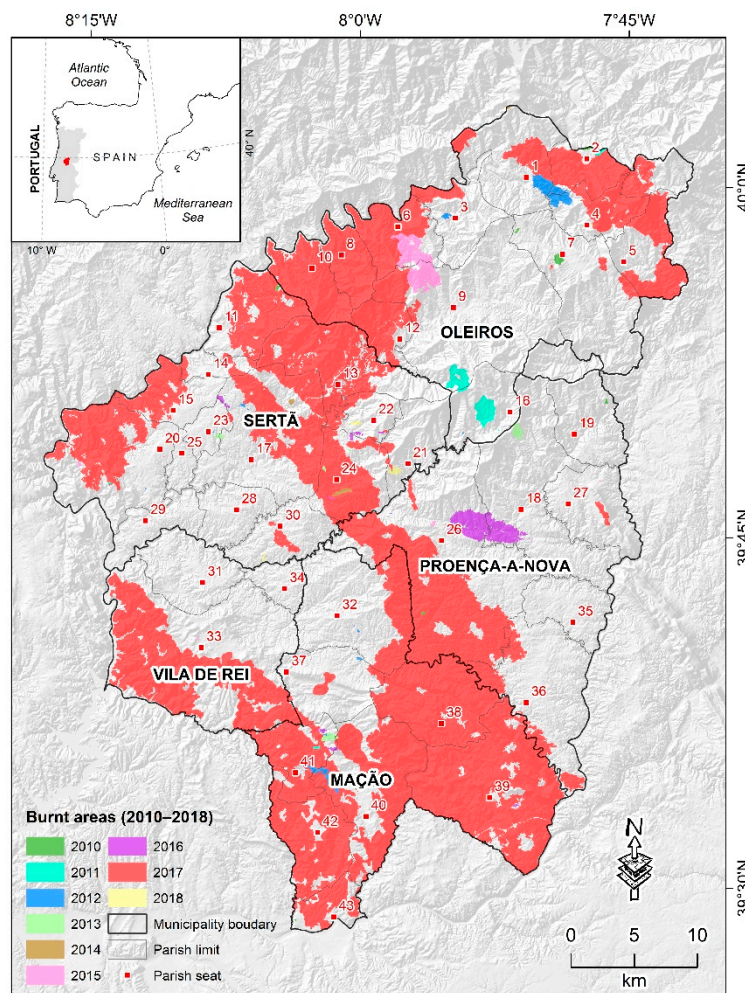 8°15'W 8°0'W 7°45'W
Atlantic
Ocean
PORTUGAL
SPAIN
40° N
Mediterranean
Sea
10° W 0°
40°0'N
2
1
3
4
6
7
5
8
10
9
11
OLEIROS
12
14
13
15
16
22
SERTÃ
23
19
20
25
17
21
24
18
27
28
29
30
26
39°45'N
PROENÇA-A-NOVA
31
34
32
35
33
37
VILA DE REI
36
38
41
MAÇÃO
39
40
42
43
39°30'N
Burnt areas (2010–2018)
2010 2016
2011 2017
2012 2018
2013 Municipality boudary
2014 Parish limit
2015 Parish seat
N
0 5 10
km